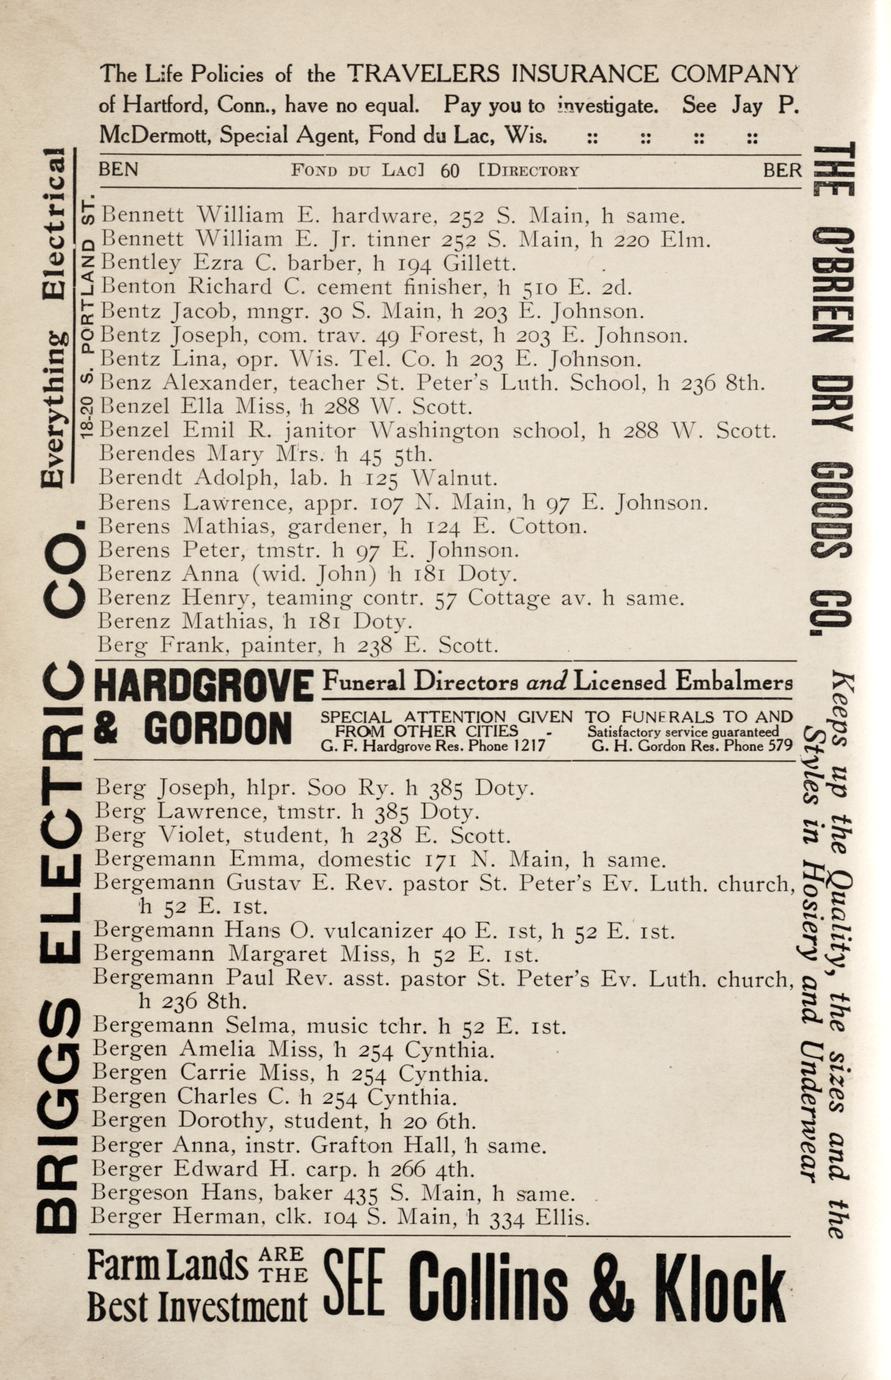 The Life Policies of the TRAVELERS INSURANCE COMPANY
of Hartford, Conn., have no equal. Pay you to investigate. See Jay P.
McDermott, Special Agent, Fond du Lac, Wis. :: :: :: ::
BEN FOND DU LAC] 60 [DIRECTORY BER
Bennett William E. hardware, 252 S. Main, h same.
Bennett William E. Jr. tinner 252 S. Main, h 220 Elm.
Bentley Ezra C. barber, h 194 Gillett.
Benton Richard C. cement finisher, h 510 E. 2d.
Bentz Jacob, mngr. 30 S. Main, h 203 E. Johnson.
Bentz Joseph, com. trav. 49 Forest, h 203 E. Johnson.
Bentz Lina, opr. Wis. Tel. Co. h 203 E. Johnson.
Benz Alexander, teacher St. Peter's Luth. School, h 236 8th.
Benzel Ella Miss, h 288 W. Scott.
Benzel Emil R. janitor Washington school, h 288 W. Scott.
Berendes Mary Mrs. h 45 5th.
Berendt Adolph, lab. h 125 Walnut.
Berens Lawrence, appr. 107 N. Main, h 97 E. Johnson.
Berens Mathias, gardener, h 124 E. Cotton.
Berens Peter, tmstr. h 97 E. Johnson.
Berenz Anna (wid. John) h 181 Doty.
Berenz Henry, teaming contr. 57 Cottage av. h same.
Berenz Mathias, h 181 Doty.
Berg Frank, painter, h 238 E. Scott.
HARDGROVE
& GORDON
Funeral Directors and Licensed Embalmers
SPECIAL ATTENTION GIVEN TO FUNERALS TO AND
FROM OTHER CITIES - Satisfactory service guaranteed
G. F. Hardgrove Res. Phone 1217 G. H. Gordon Res. Phone 579
Berg Joseph, hlpr. Soo Ry. h 385 Doty.
Berg Lawrence, tmstr. h 385 Doty.
Berg Violet, student, h 238 E. Scott.
Bergemann Emma, domestic 171 N. Main, h same.
Bergemann Gustav E. Rev. pastor St. Peter's Ev. Luth. church,
h 52 E. 1st.
Bergemann Hans O. vulcanizer 40 E. 1st, h 52 E. 1st.
Bergemann Margaret Miss, h 52 E. 1st.
Bergemann Paul Rev. asst. pastor St. Peter's Ev. Luth. church,
h 236 8th.
Bergemann Selma, music tchr. h 52 E. 1st.
Bergen Amelia Miss, h 254 Cynthia.
Bergen Carrie Miss, h 254 Cynthia.
Bergen Charles C. h 254 Cynthia.
Bergen Dorothy, student, h 20 6th.
Berger Anna, instr. Grafton Hall, h same.
Berger Edward H. carp. h 266 4th.
Bergeson Hans, baker 435 S. Main, h same.
Berger Herman, clk. 104 S. Main, h 334 Ellis.
Farm Lands ARE THE
Best Investment
SEE Collins & Klock
BRIGGS ELECTRIC CO.
Everything Electrical
18-20 S. PORTLAND ST.
THE O'BRIEN DRY GOODS CO.
Keeps up the Quality, the sizes and the
Styles in Hosiery and Underwear